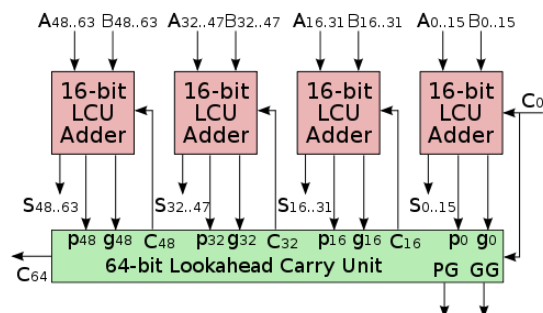 A48..63 B48..63 A32..47 B32..47 A16.31 B16..31 A0..15 B0..15
16-bit LCU Adder 16-bit LCU Adder 16-bit LCU Adder 16-bit LCU Adder
C0
S48..63 S32..47 S16..31 S0..15
p48 g48 C48 p32 g32 C32 p16 g16 C16 p0 g0
64-bit Lookahead Carry Unit PG GG
C64